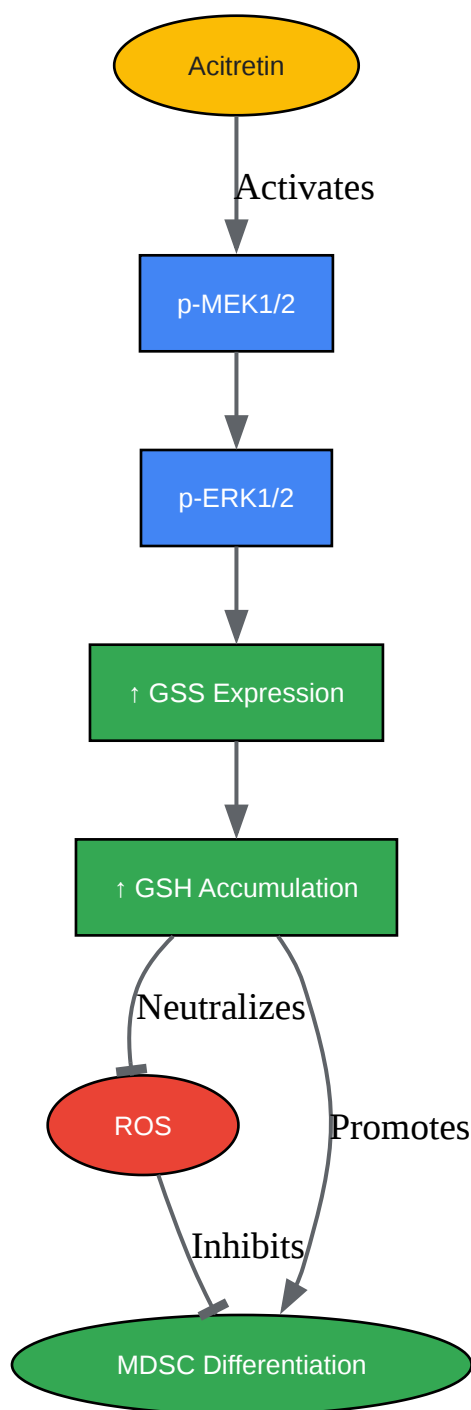 Acitretin
Activates
p-MEK1/2
p-ERK1/2
↑ GSS Expression
↑ GSH Accumulation
Neutralizes
ROS
Promotes
Inhibits
MDSC Differentiation